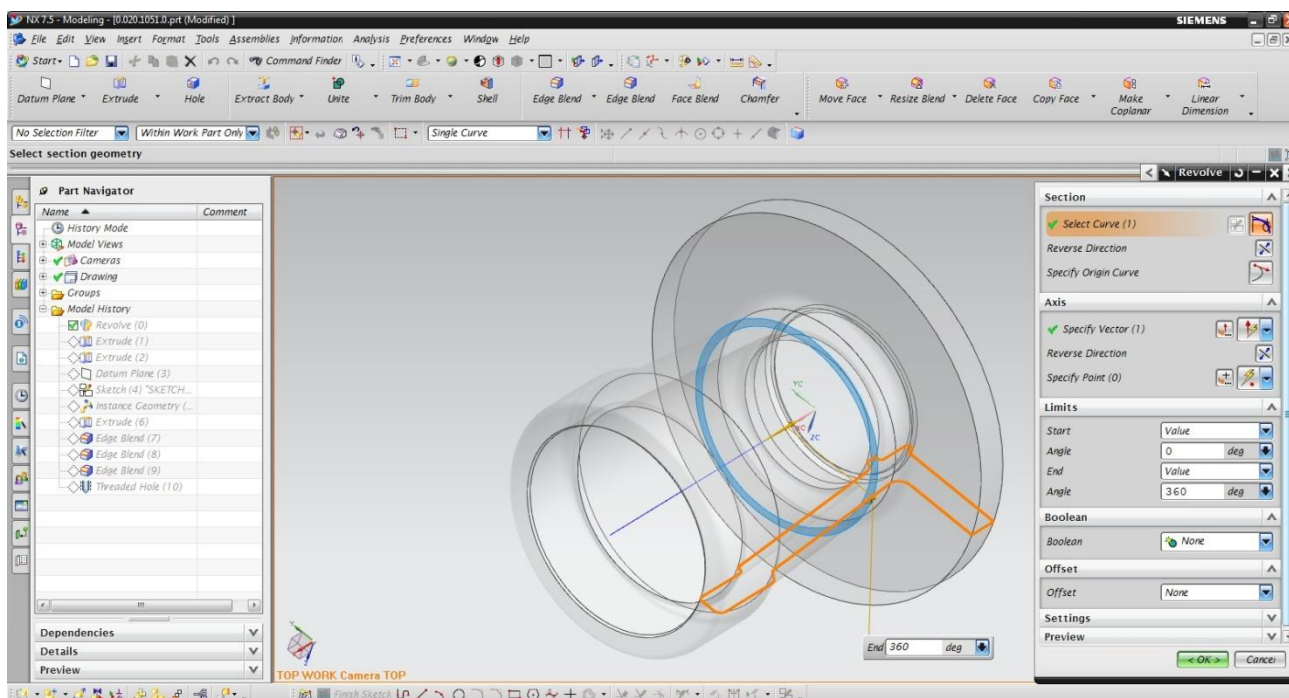 NX 7.5 - Modeling - [0.020.1051.0.prt (Modified) ] SIEMENS
File Edit View Insert Format Tools Assemblies Information Analysis Preferences Window Help
Start Command Finder
Datum Plane Extrude Hole Extract Body Unite Trim Body Shell Edge Blend Edge Blend Face Blend Chamfer Move Face Resize Blend Delete Face Copy Face Make Coplanar Linear Dimension
No Selection Filter Within Work Part Only Single Curve
Select section geometry
Revolve
Part Navigator
Name Comment
History Mode
Model Views
Cameras
Drawing
Groups
Model History
Revolve (0)
Extrude (1)
Extrude (2)
Datum Plane (3)
Sketch (4) "SKETCH...
Instance Geometry (...
Extrude (6)
Edge Blend (7)
Edge Blend (8)
Edge Blend (9)
Threaded Hole (10)
Dependencies
Details
Preview
YC
XC
ZC
End 360 deg
TOP WORK Camera TOP
Section
Select Curve (1)
Reverse Direction
Specify Origin Curve
Axis
Specify Vector (1)
Reverse Direction
Specify Point (0)
Limits
Start Value
Angle 0 deg
End Value
Angle 360 deg
Boolean
Boolean None
Offset
Offset None
Settings
Preview
< OK > Cancel
Finish Sketch